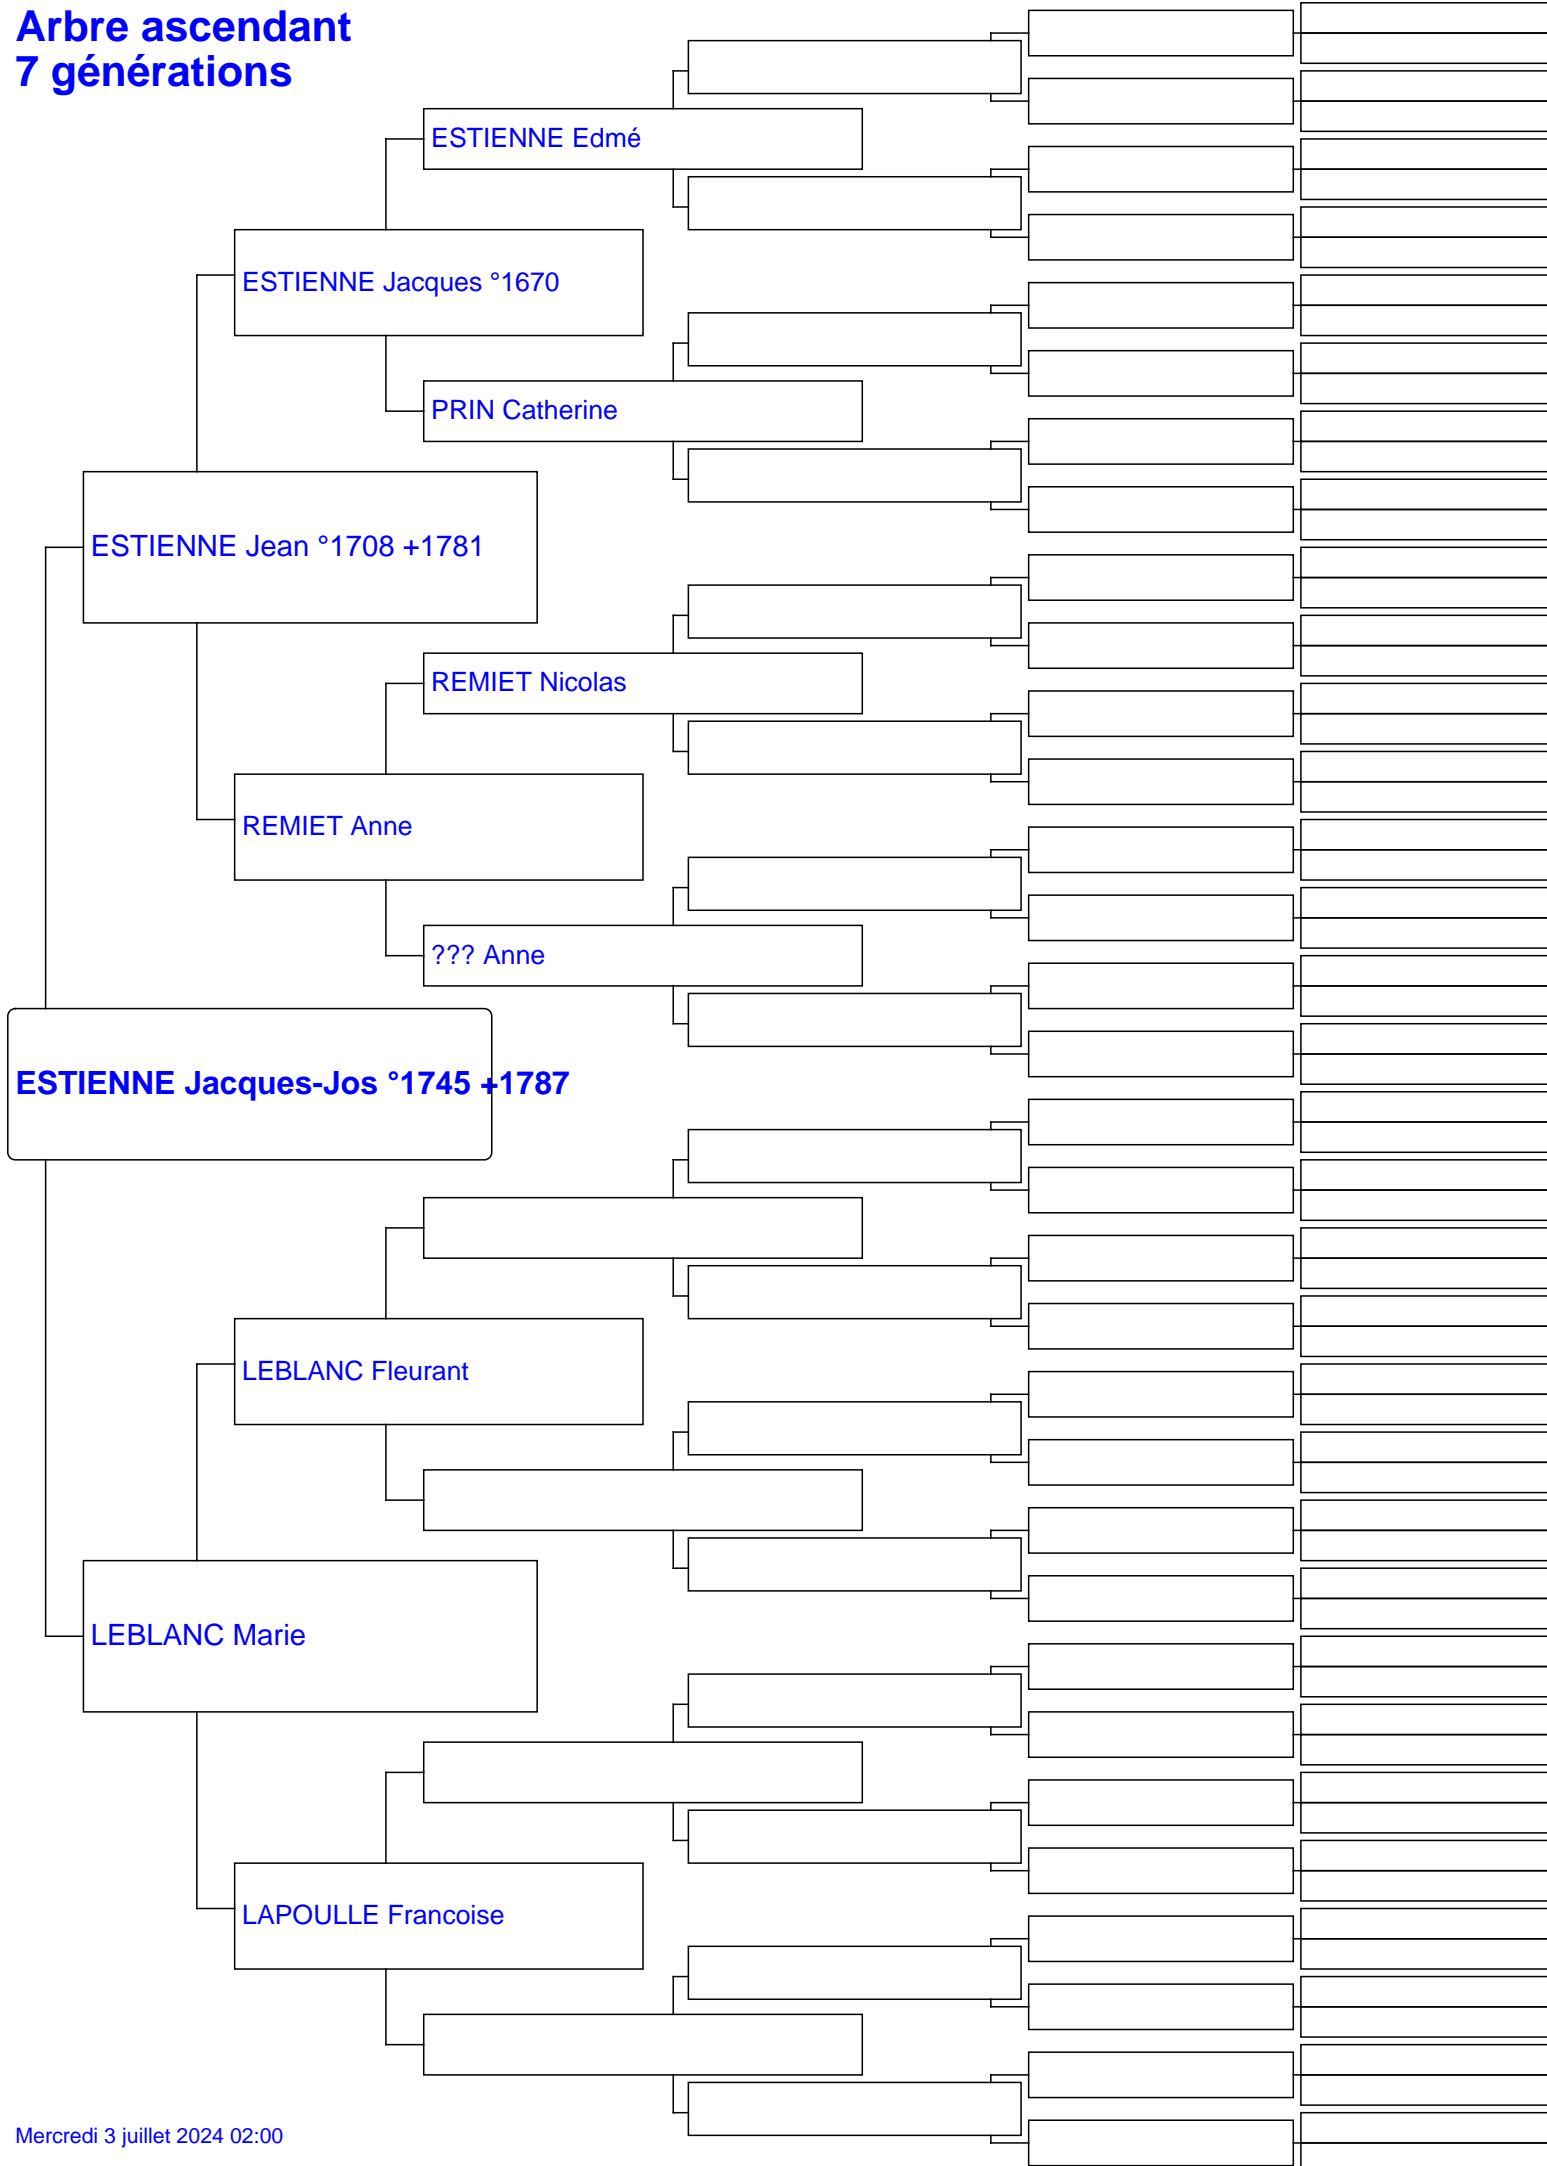 Arbre ascendant
7 générations
ESTIENNE Edmé
ESTIENNE Jacques °1670
PRIN Catherine
ESTIENNE Jean °1708 +1781
REMIET Nicolas
REMIET Anne
??? Anne
ESTIENNE Jacques-Jos °1745 +1787
LEBLANC Fleurant
LEBLANC Marie
LAPOULLE Francoise
Mercredi 3 juillet 2024 02:00